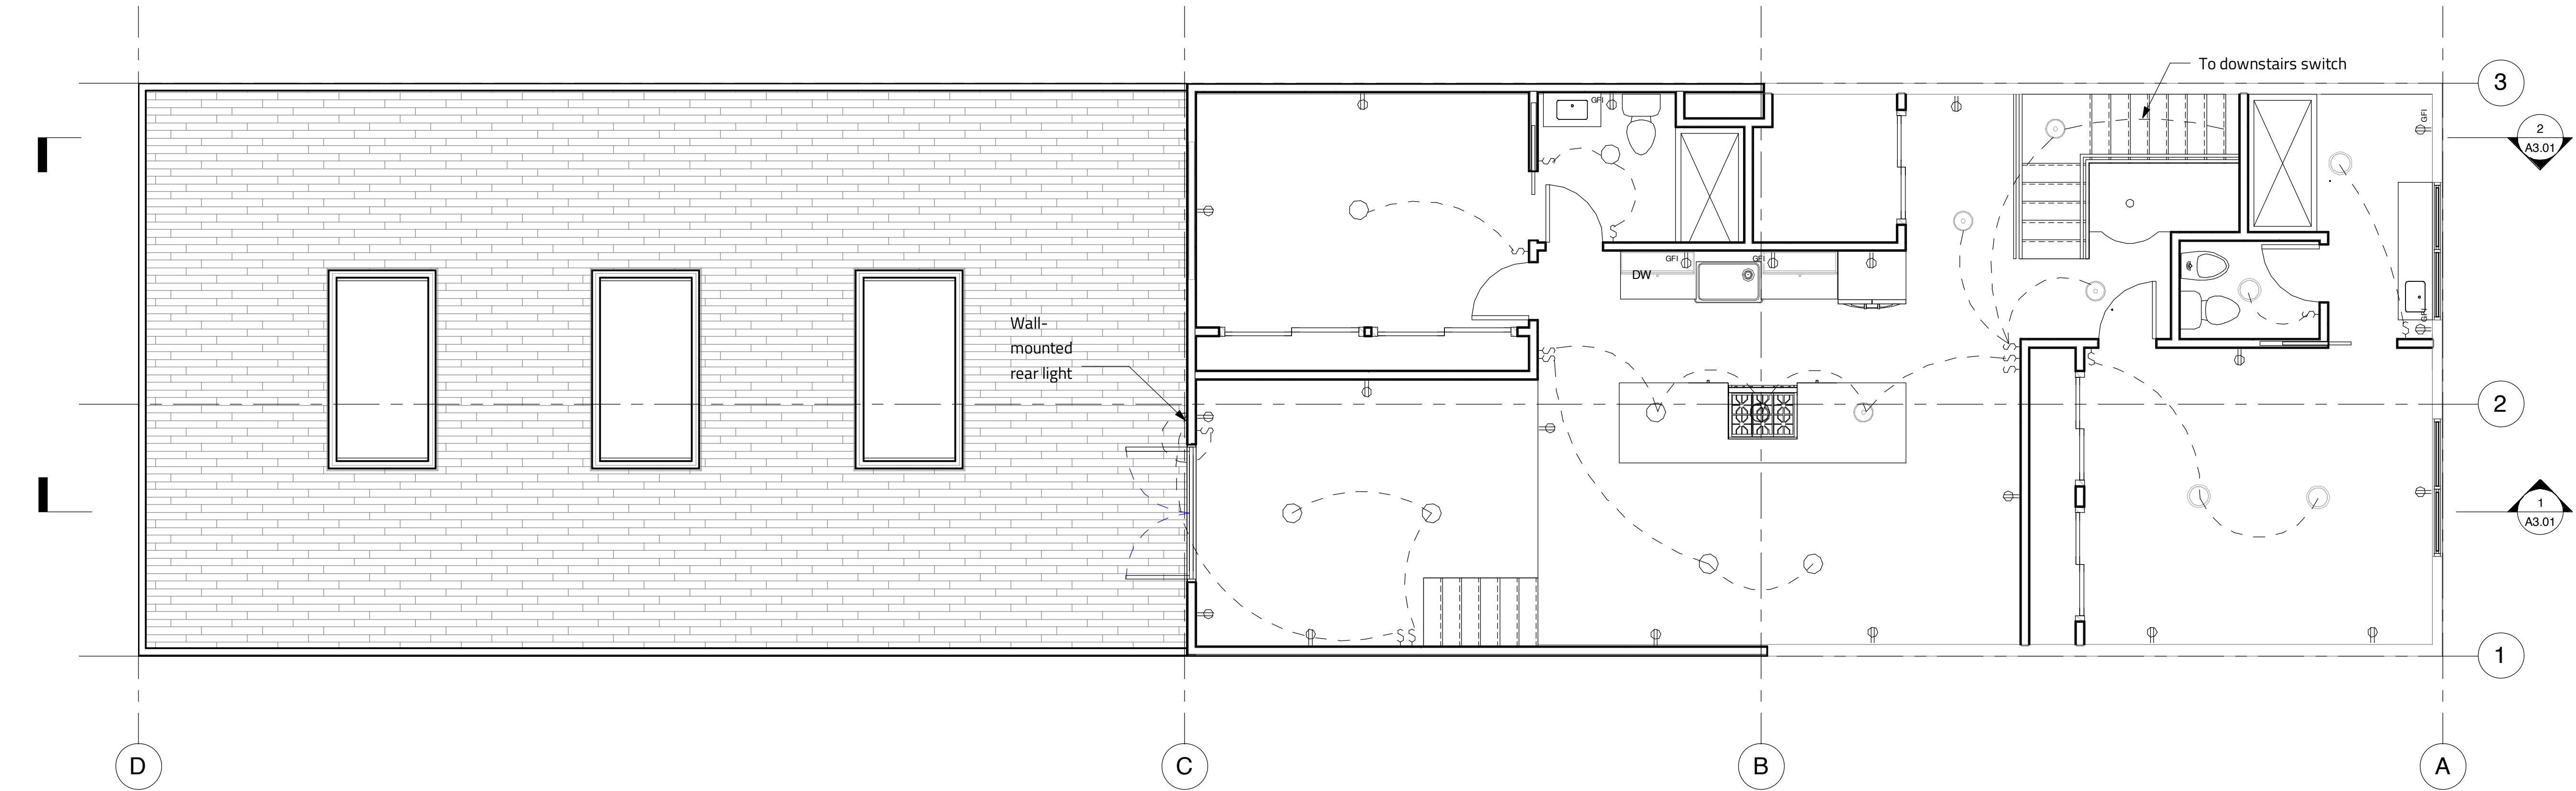 To downstairs switch
3
GFI
GFI
2
A3.01
GFI
GFI
DW
GFI
Wall-
mounted
rear light
2
1
A3.01
1
D
C
B
A